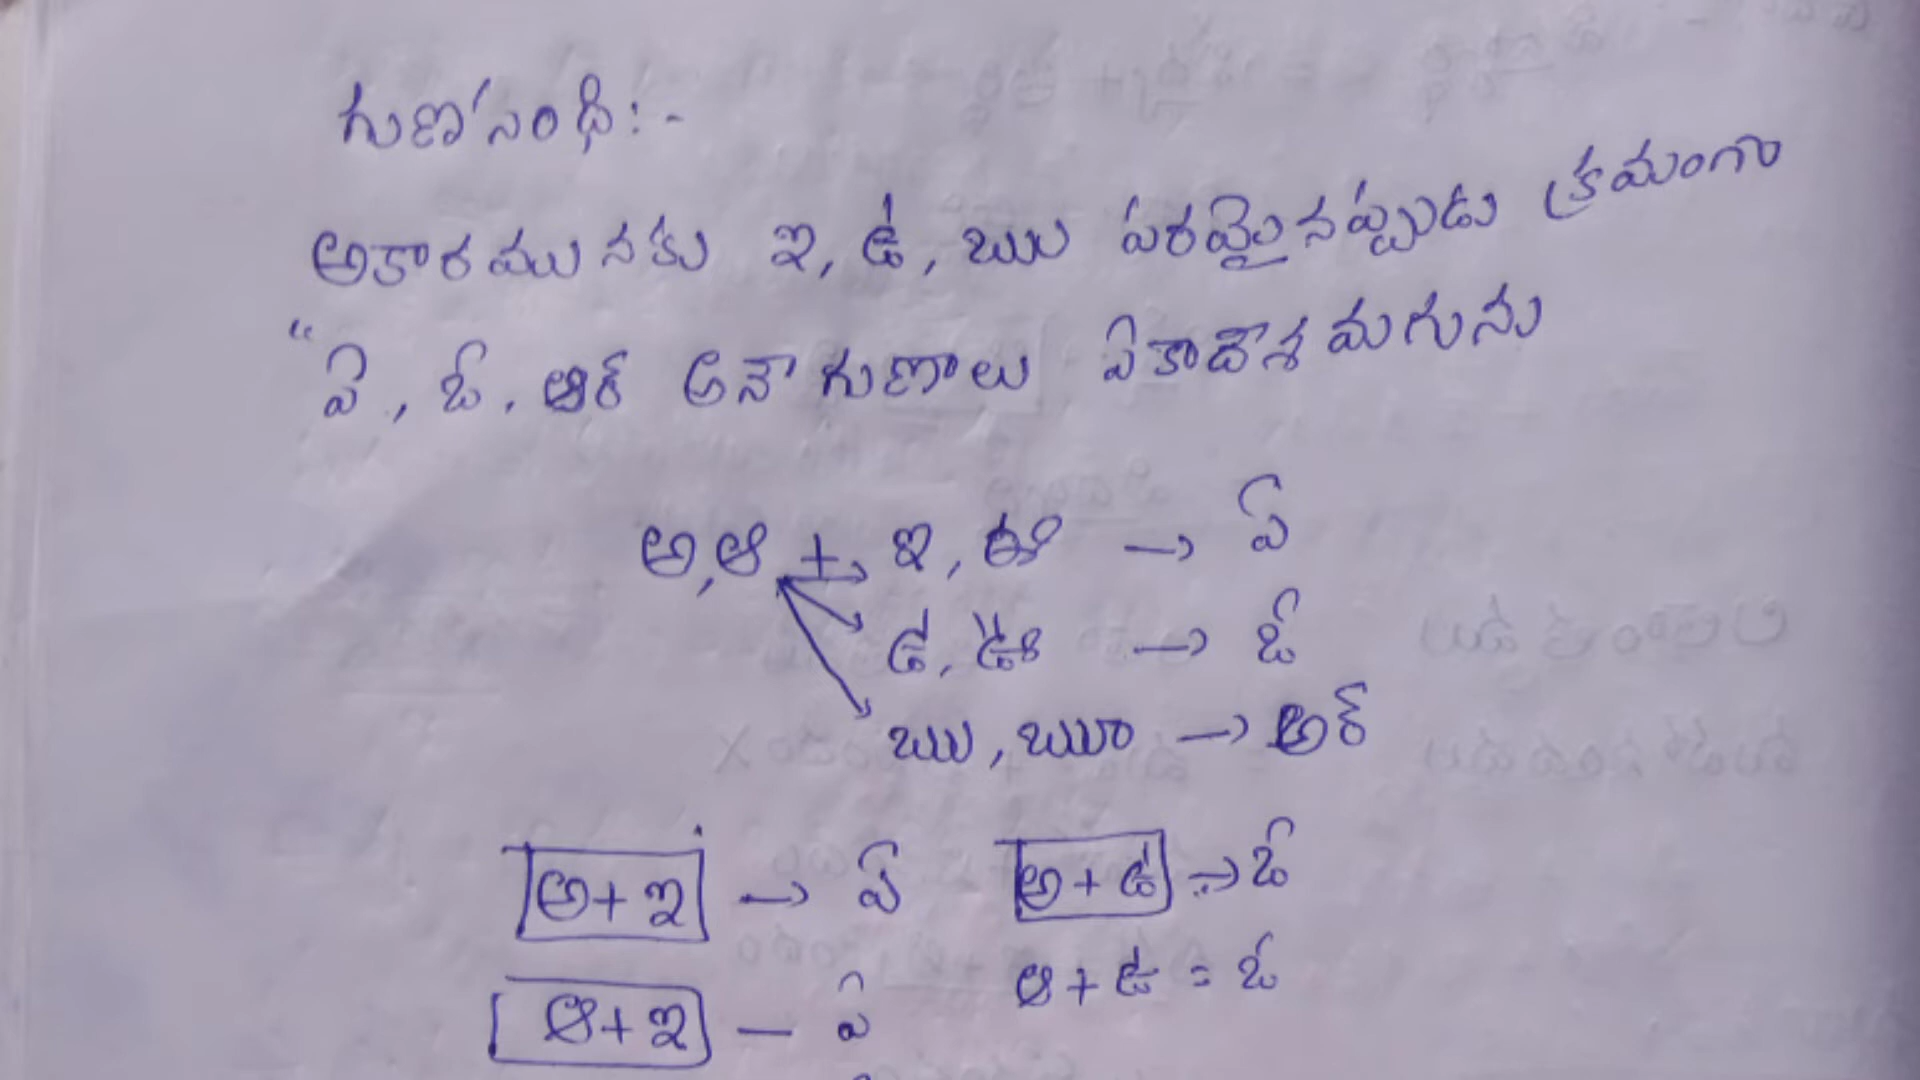 గుణసంధి:-
అకారమునకు ఇ, ఉ, ఋ పరమైనప్పుడు క్రమంగా
“ఏ, ఓ, అర్ అనే గుణాలు ఏకాదేశమగును
అ,ఆ + ఇ, ఈ → ఏ
ఉ, ఊ → ఓ
ఋ, ౠ → అర్
అ+ఇ → ఏ అ+ఉ → ఓ
ఆ+ఉ = ఓ
ఆ+ఇ — ఏ